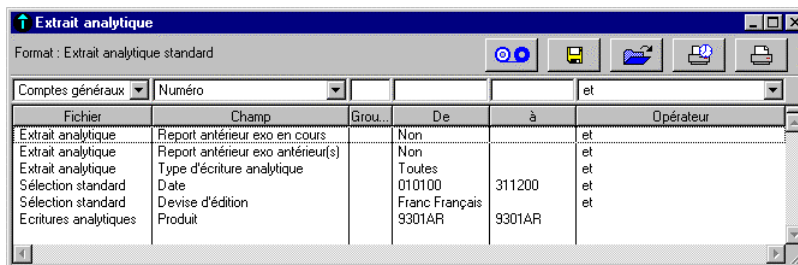 Extrait analytique
Format : Extrait analytique standard
Comptes généraux Numéro et
Fichier Champ Grou... De à Opérateur
Extrait analytique Report antérieur exo en cours Non et
Extrait analytique Report antérieur exo antérieur(s) Non et
Extrait analytique Type d'écriture analytique Toutes et
Sélection standard Date 010100 311200 et
Sélection standard Devise d'édition Franc Français et
Ecritures analytiques Produit 9301AR 9301AR